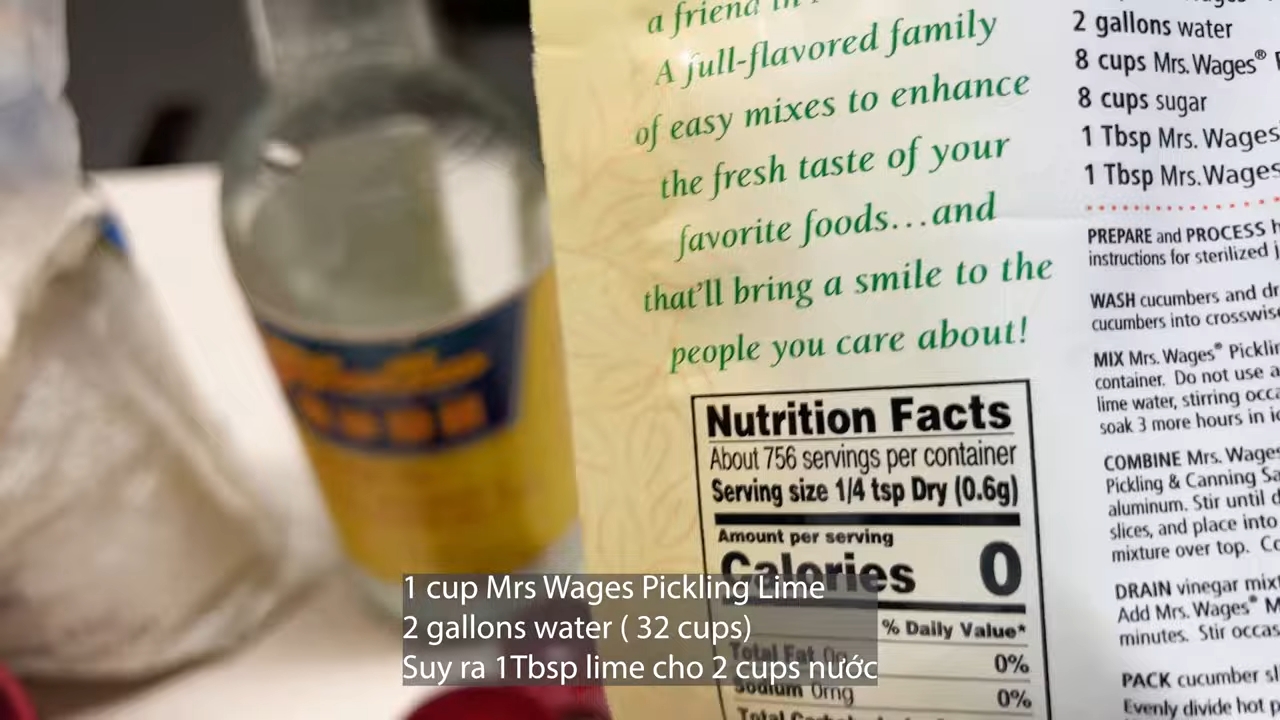 a friend in
A full-flavored family
of easy mixes to enhance
the fresh taste of your
favorite foods...and
that'll bring a smile to the
people you care about!
Nutrition Facts
About 756 servings per container
Serving size 1/4 tsp Dry (0.6g)
Amount per serving
Calories 0
% Daily Value*
Total Fat 0g 0%
Sodium 0mg 0%
2 gallons water
8 cups Mrs. Wages®
8 cups sugar
1 Tbsp Mrs. Wages
1 Tbsp Mrs. Wages
PREPARE and PROCESS
instructions for sterilized
WASH cucumbers and
cucumbers into
MIX Mrs. Wages®
container. Do not use
lime water, stirring
soak 3 more hours in
COMBINE Mrs. Wages
Pickling & Canning
aluminum. Stir until
slices, and place into
mixture over top.
DRAIN vinegar
Add Mrs. Wages®
minutes. Stir
PACK cucumber
Evenly divide hot
1 cup Mrs Wages Pickling Lime
2 gallons water ( 32 cups)
Suy ra 1Tbsp lime cho 2 cups nước